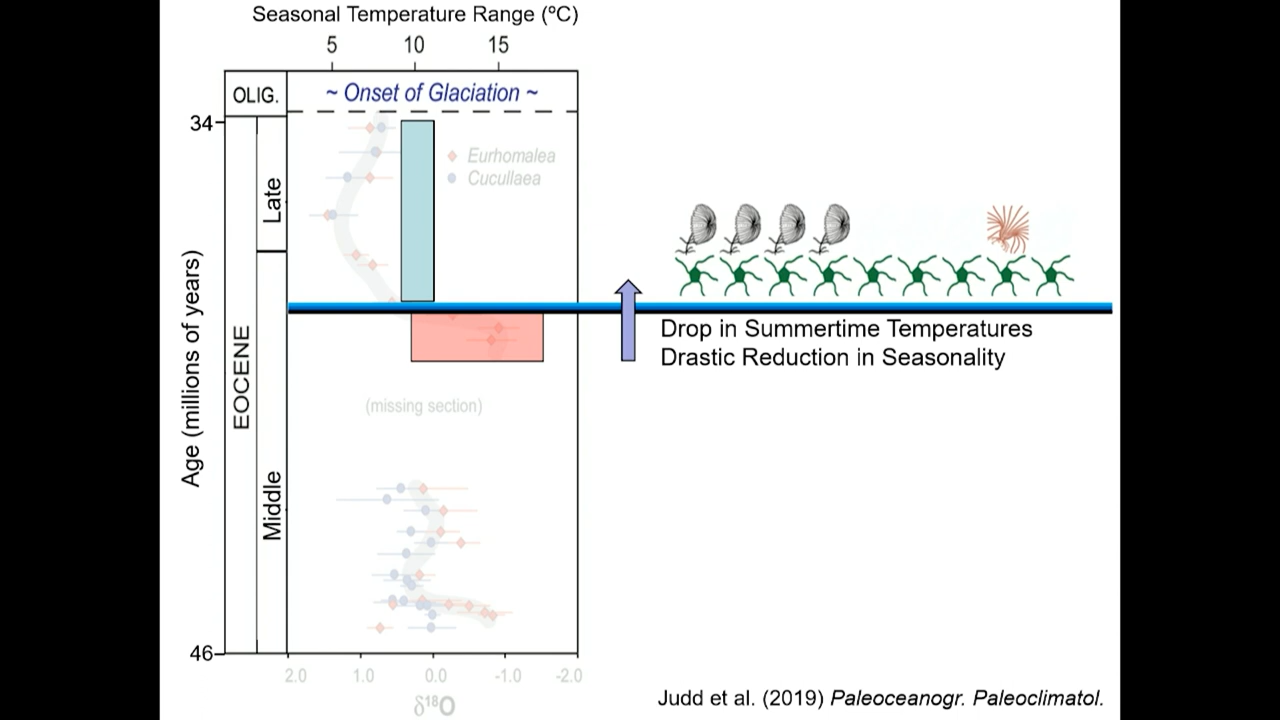 Seasonal Temperature Range (ºC)
5 10 15
OLIG.
~ Onset of Glaciation ~
34
Eurhomalea
Cucullaea
Late
Age (millions of years)
EOCENE
Drop in Summertime Temperatures
Drastic Reduction in Seasonality
(missing section)
Middle
46
2.0 1.0 0.0 -1.0 -2.0
δ¹⁸O
Judd et al. (2019) Paleoceanogr. Paleoclimatol.